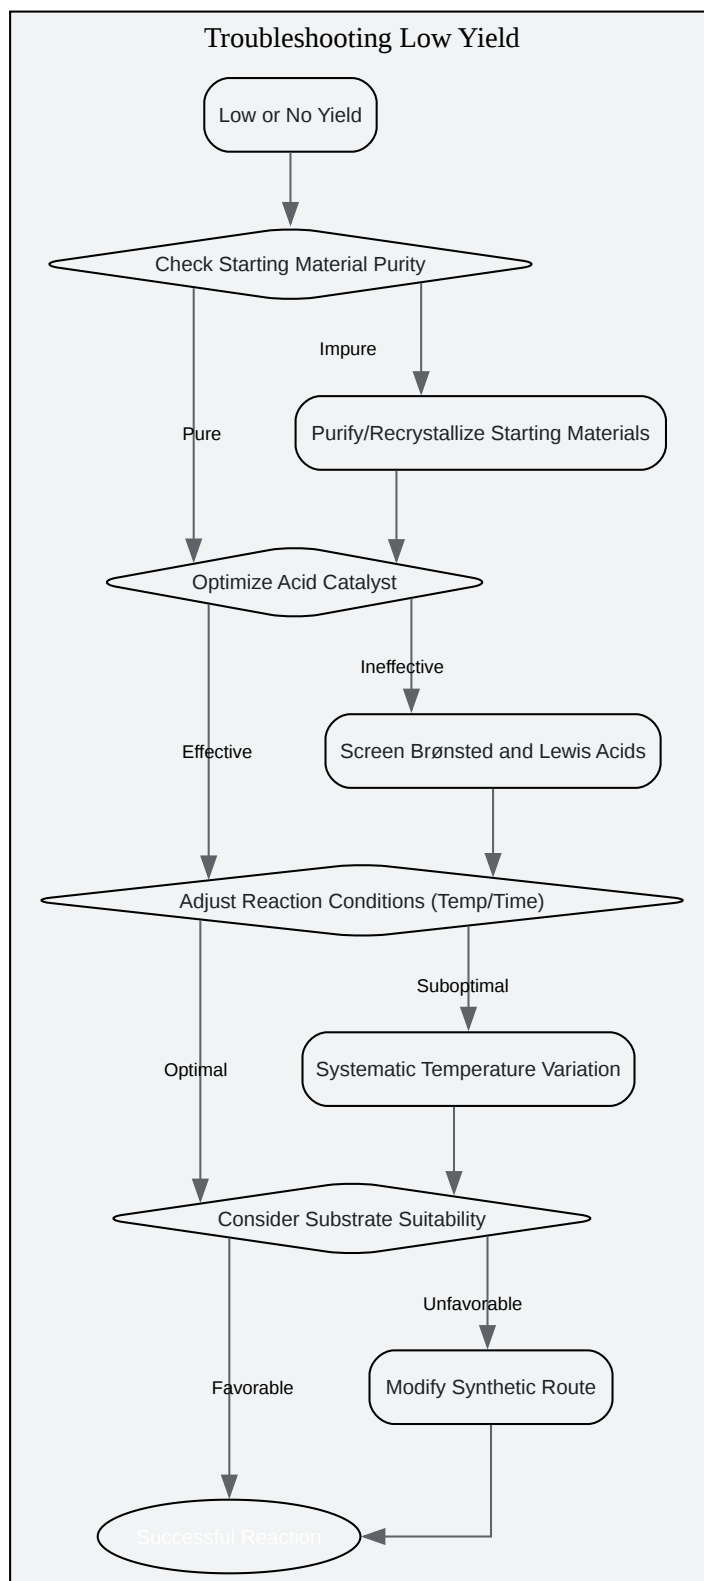 Troubleshooting Low Yield
Low or No Yield
Check Starting Material Purity
Impure
Purify/Recrystallize Starting Materials
Pure
Optimize Acid Catalyst
Ineffective
Screen Brønsted and Lewis Acids
Effective
Adjust Reaction Conditions (Temp/Time)
Suboptimal
Systematic Temperature Variation
Optimal
Consider Substrate Suitability
Unfavorable
Modify Synthetic Route
Favorable
Successful Reaction